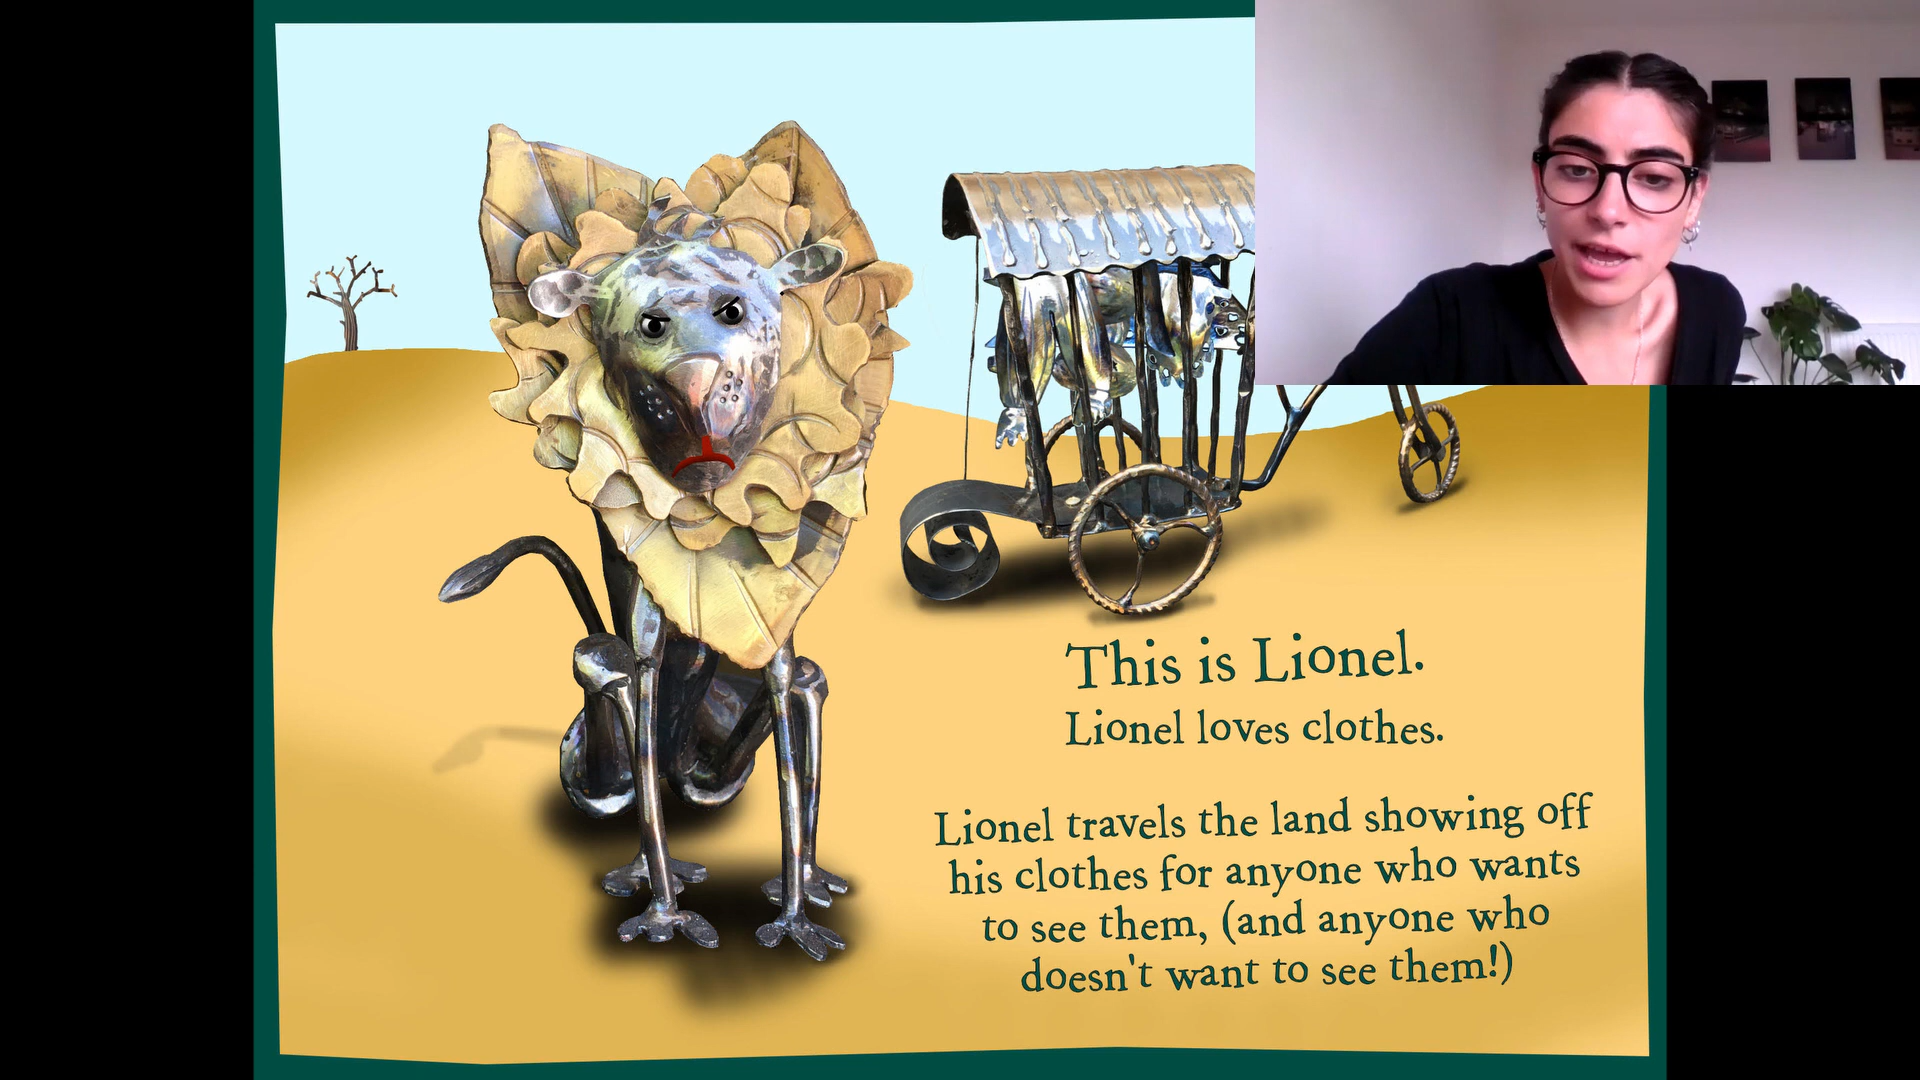 This is Lionel.
Lionel loves clothes.
Lionel travels the land showing off
his clothes for anyone who wants
to see them, (and anyone who
doesn't want to see them!)